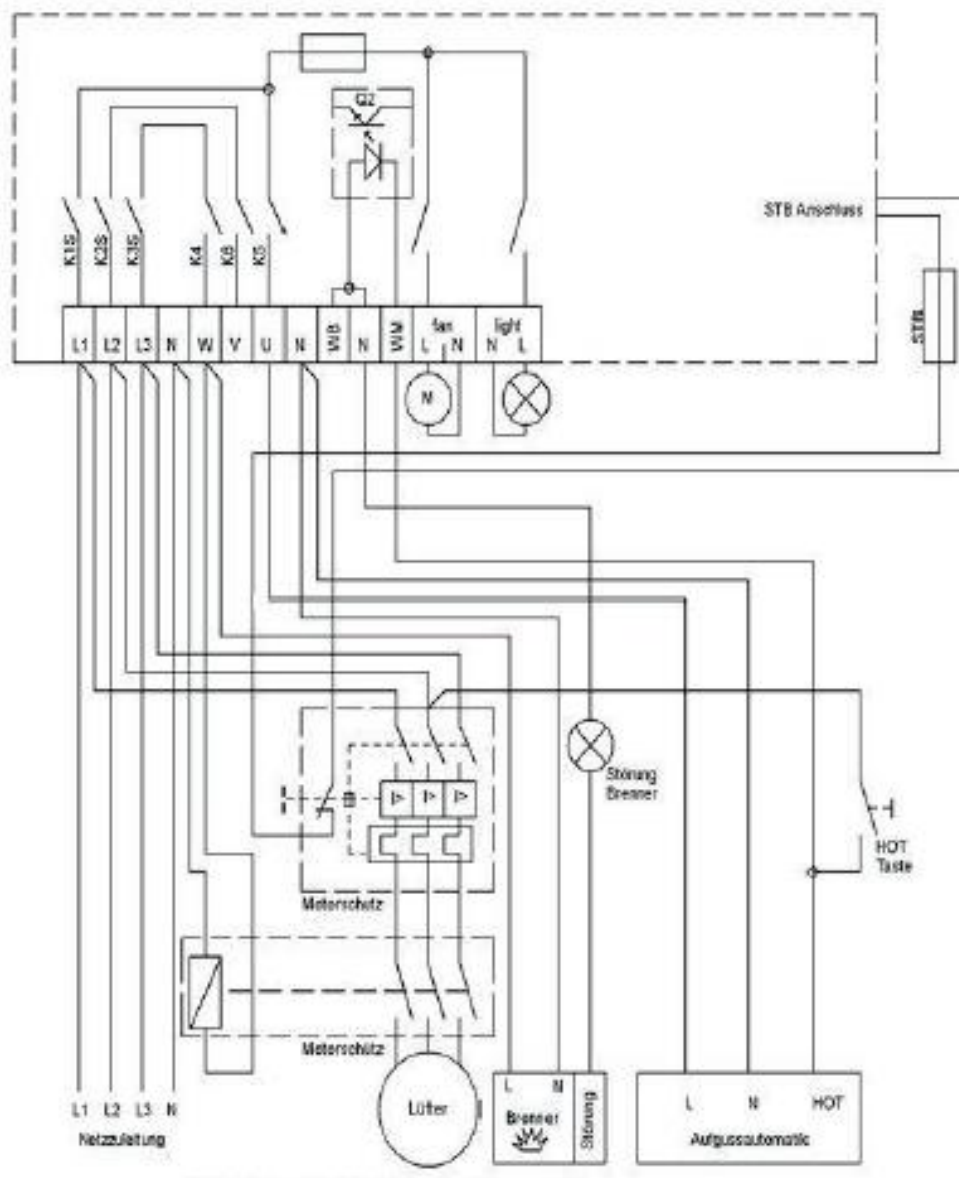 Q2
STB Anschluss
K1S K2S K3S K4 K6 K5
STB
fan light
L1 L2 L3 N W V U N WB N WM L N N L
M
Störung
Brenner
HOT
Taste
I> I> I>
Motorschutz
Motorschütz
L1 L2 L3 N
Netzzuleitung
Lüfter
L N
Brenner
Störung
L N HOT
Aufgussautomatik